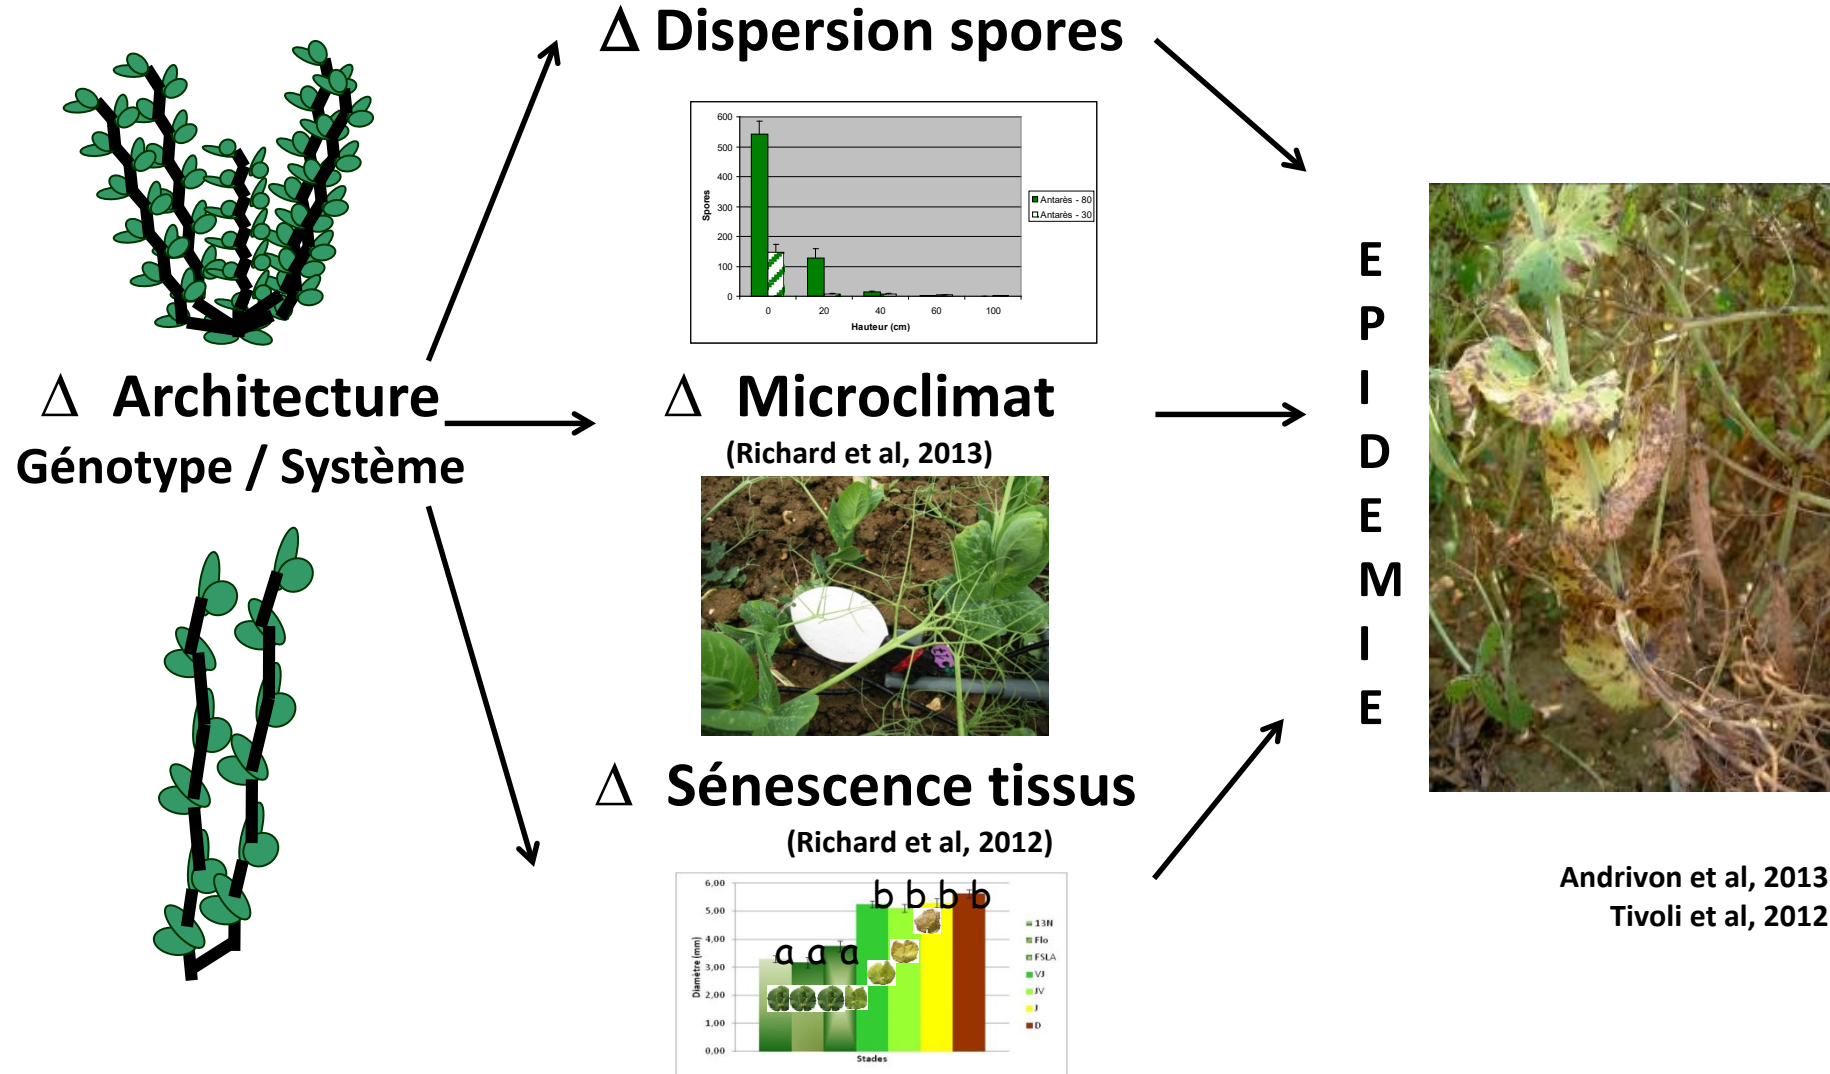 Δ Dispersion spores
600
500
400
300
200
100
0
Spores
0 20 40 60 100
Hauteur (cm)
Antarès - 80
Antarès - 30
Δ Architecture
Génotype / Système
Δ Microclimat
(Richard et al, 2013)
Δ Sénescence tissus
(Richard et al, 2012)
6,00
5,00
4,00
3,00
2,00
1,00
0,00
Diamètre (mm)
a a a b b b b
Stades
13N
Flo
FSLA
VJ
JV
J
D
E
P
I
D
E
M
I
E
Andrivon et al, 2013
Tivoli et al, 2012